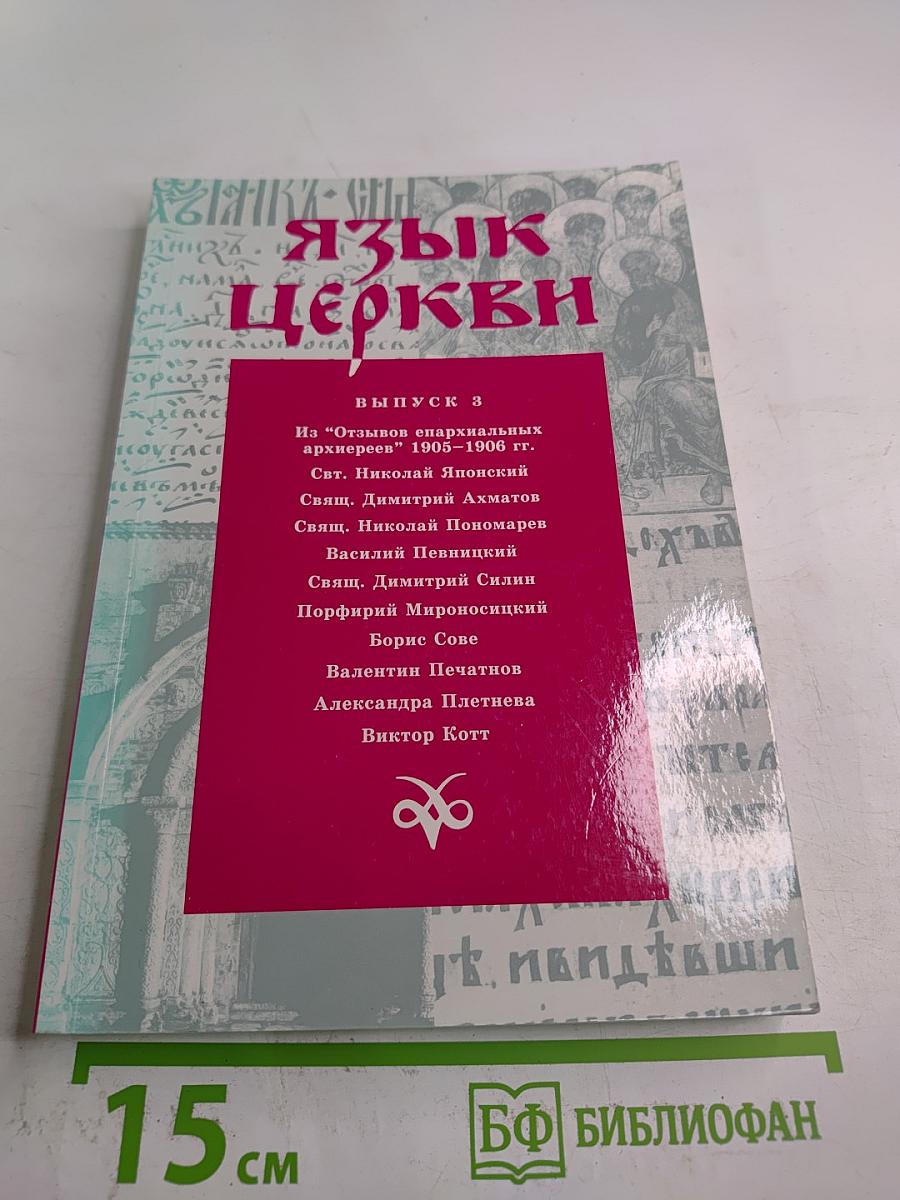 ЯЗЫК
ЦЕРКВИ
ВЫПУСК 3
Из "Отзывов епархиальных
архиереев" 1905–1906 гг.
Свт. Николай Японский
Свящ. Димитрий Ахматов
Свящ. Николай Пономарев
Василий Певницкий
Свящ. Димитрий Силин
Порфирий Мироносицкий
Борис Сове
Валентин Печатнов
Александра Плетнева
Виктор Котт
ивидѣвши
15 см
БФ БИБЛИОФАН